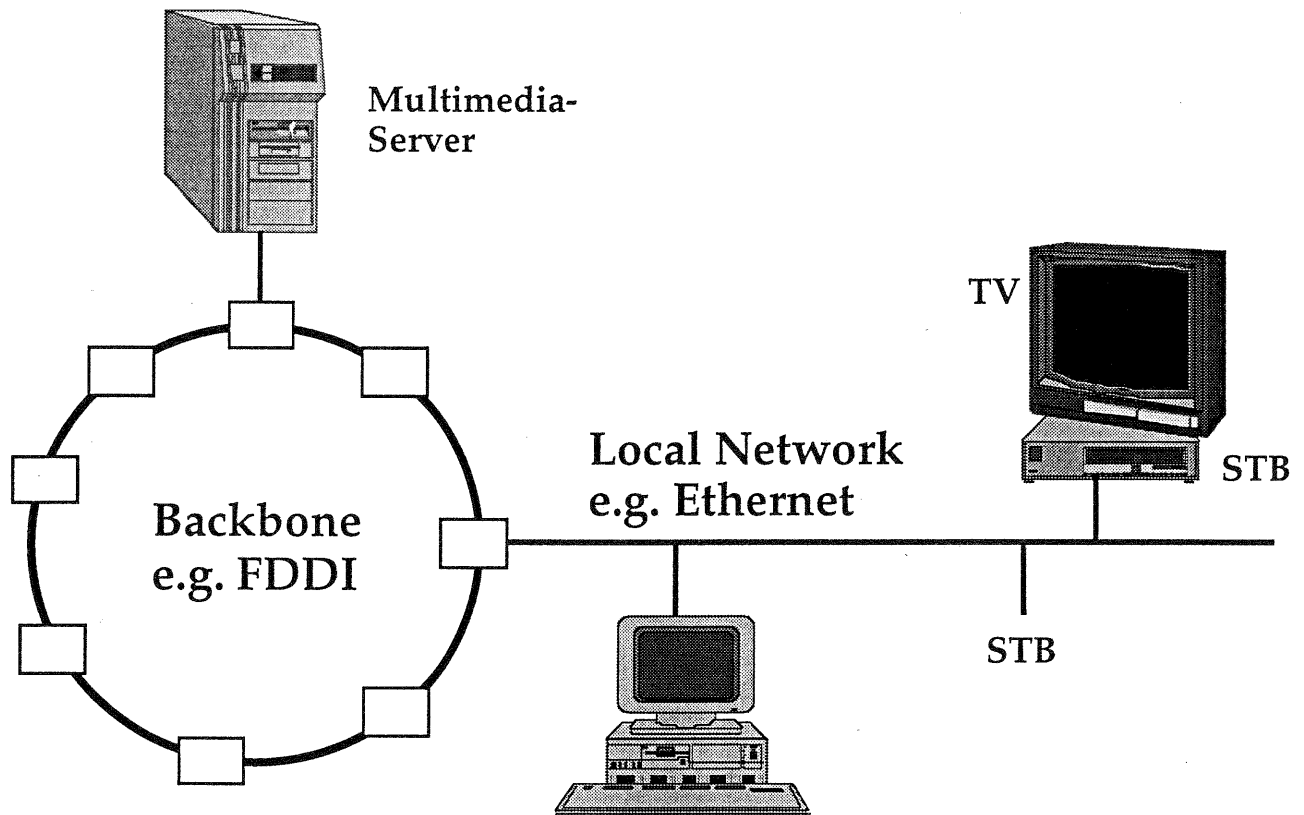 Multimedia-
Server
TV
STB
Local Network
e.g. Ethernet
Backbone
e.g. FDDI
STB